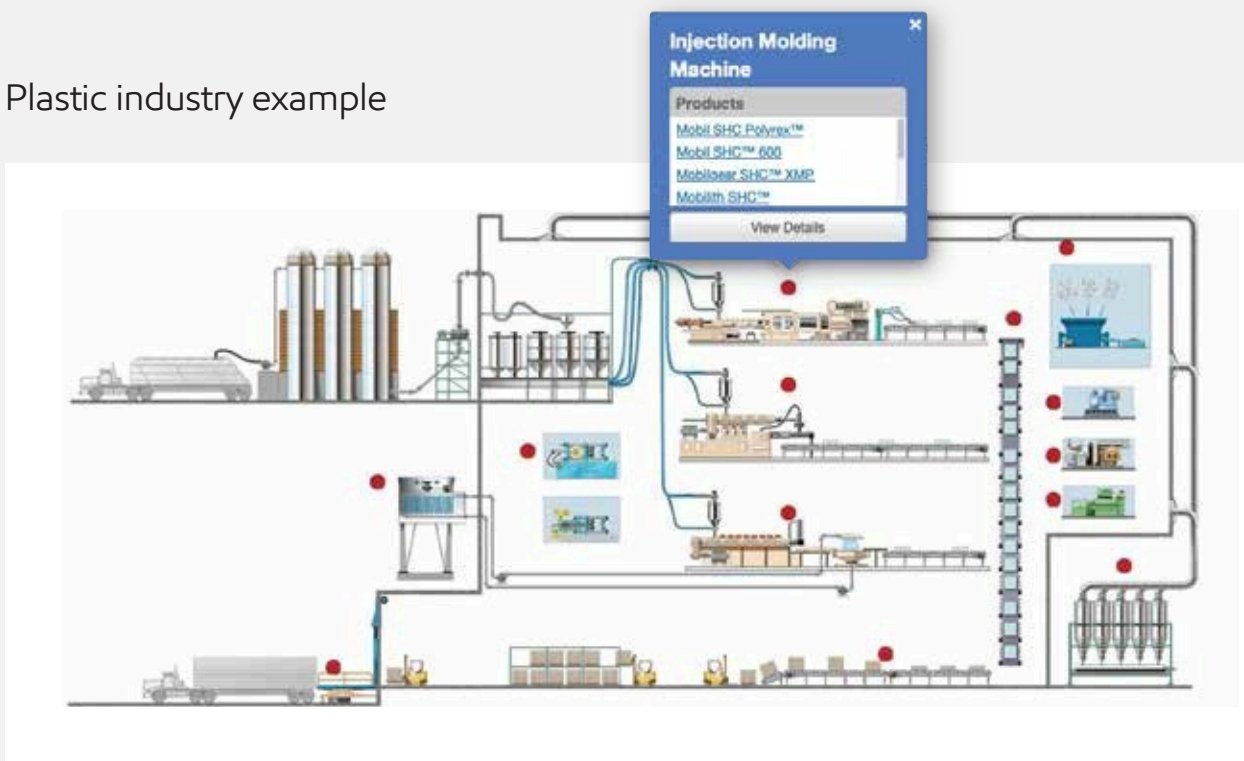 Plastic industry example
×
Injection Molding
Machine
Products
Mobil SHC Polyrex™
Mobil SHC™ 600
Mobilgear SHC™ XMP
Mobilith SHC™
View Details